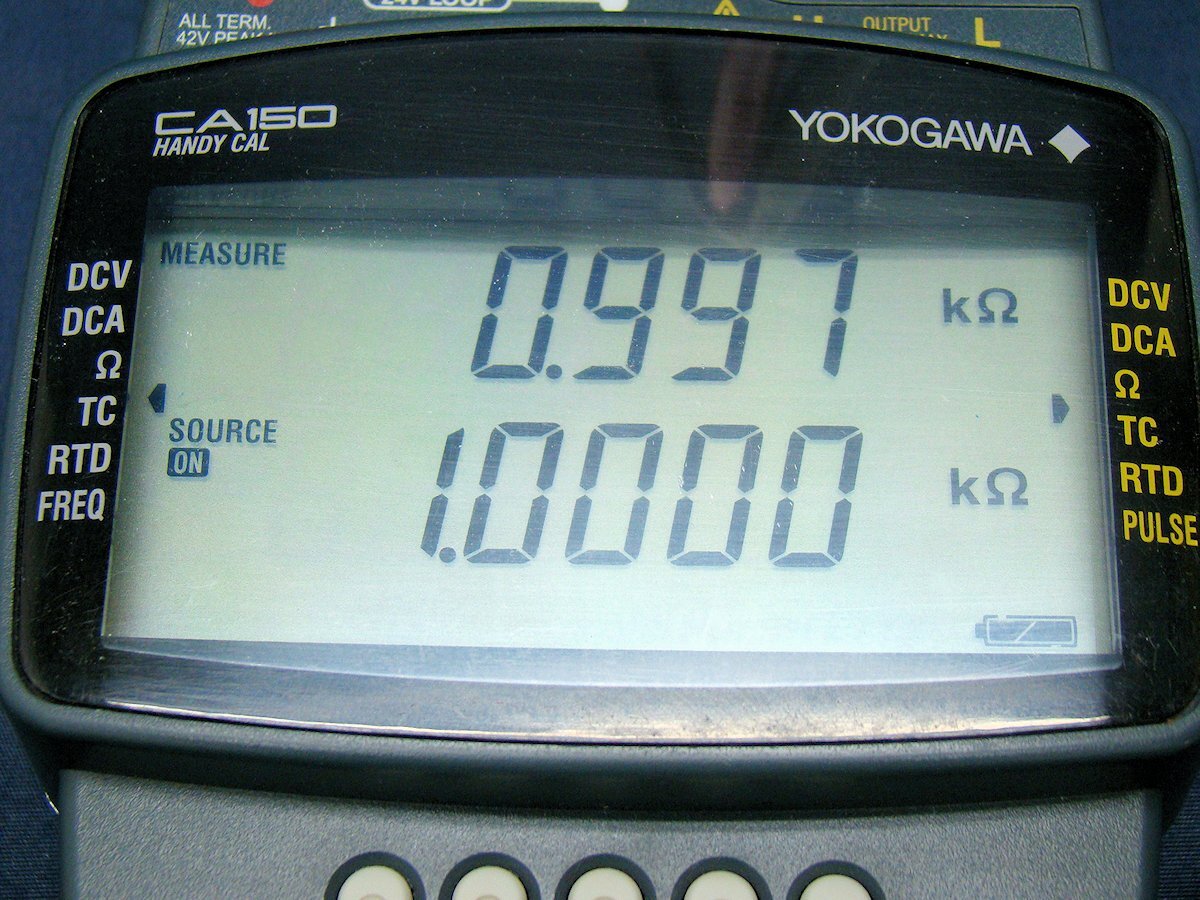 24V LOOP
ALL TERM.
42V PEAK
OUTPUT
L
CA150
HANDY CAL
YOKOGAWA
MEASURE
0.997 kΩ
SOURCE
ON
1.0000 kΩ
DCV
DCA
Ω
TC
RTD
FREQ
DCV
DCA
Ω
TC
RTD
PULSE